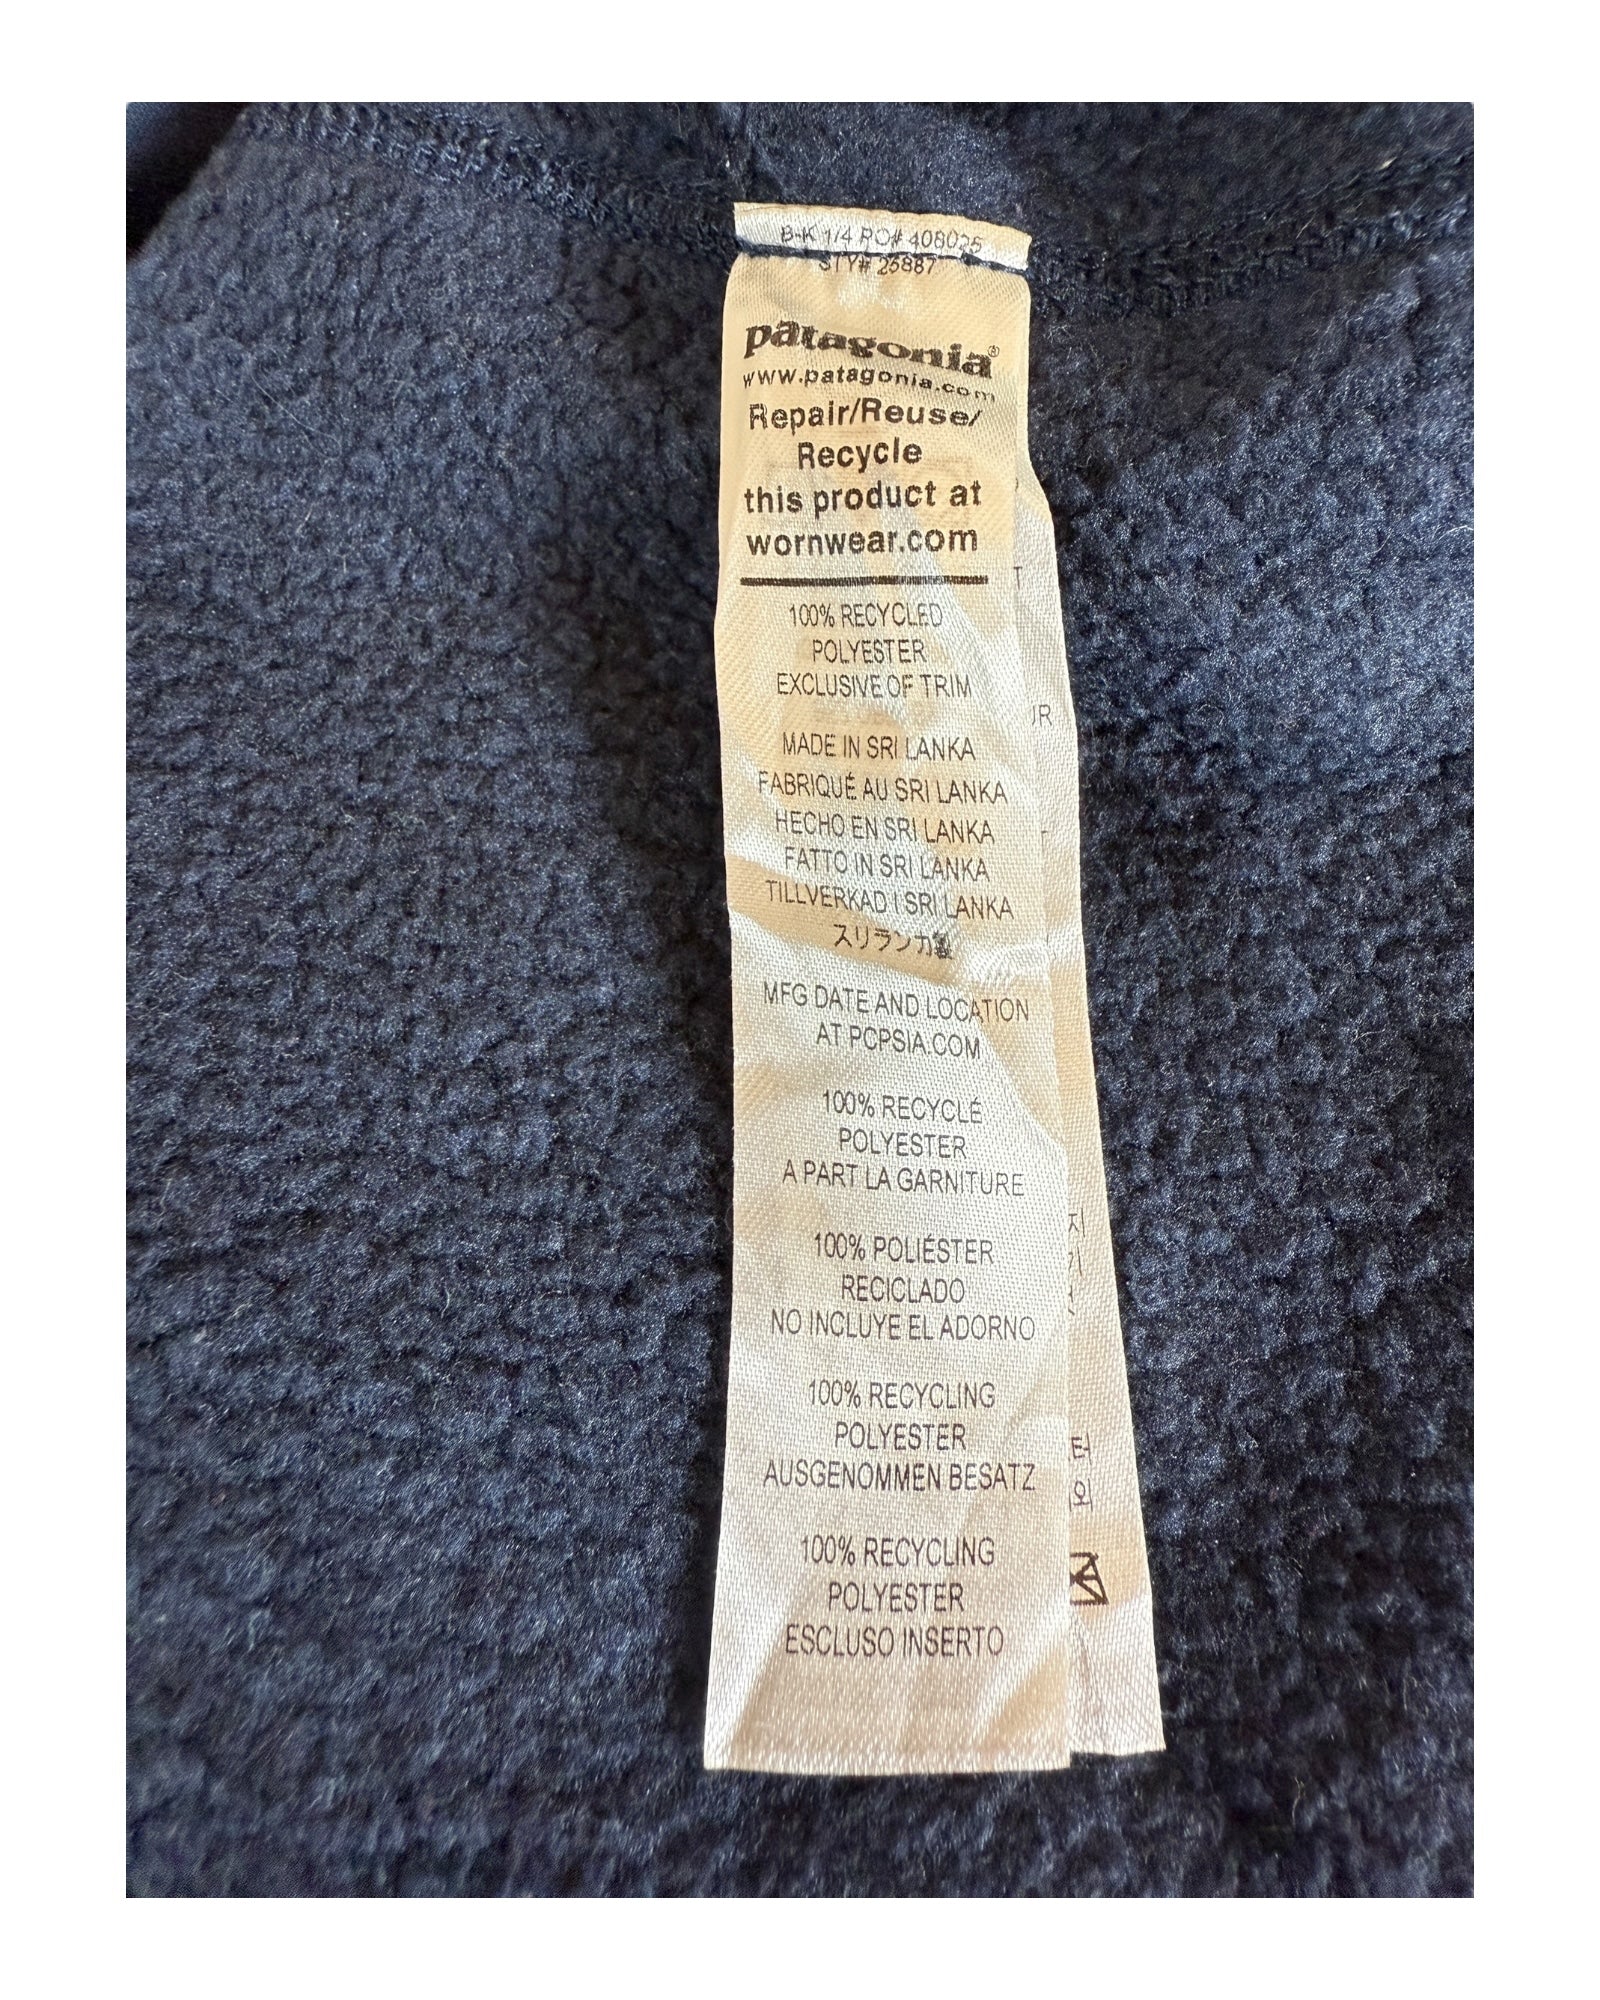 B-K 1/4 PO# 408025
STY# 25887
patagonia®
www.patagonia.com
Repair/Reuse/
Recycle
this product at
wornwear.com
100% RECYCLED
POLYESTER
EXCLUSIVE OF TRIM
MADE IN SRI LANKA
FABRIQUÉ AU SRI LANKA
HECHO EN SRI LANKA
FATTO IN SRI LANKA
TILLVERKAD I SRI LANKA
スリランカ製
MFG DATE AND LOCATION
AT PCPSIA.COM
100% RECYCLÉ
POLYESTER
A PART LA GARNITURE
100% POLIÉSTER
RECICLADO
NO INCLUYE EL ADORNO
100% RECYCLING
POLYESTER
AUSGENOMMEN BESATZ
100% RECYCLING
POLYESTER
ESCLUSO INSERTO